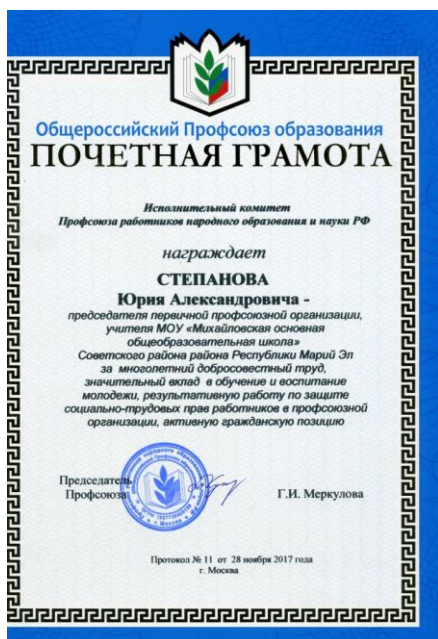 Общероссийский Профсоюз образования
ПОЧЕТНАЯ ГРАМОТА
Исполнительный комитет
Профсоюза работников народного образования и науки РФ
награждает
СТЕПАНОВА
Юрия Александровича -
председателя первичной профсоюзной организации,
учителя МОУ «Михайловская основная
общеобразовательная школа»
Советского района района Республики Марий Эл
за многолетний добросовестный труд,
значительный вклад в обучение и воспитание
молодежи, результативную работу по защите
социально-трудовых прав работников в профсоюзной
организации, активную гражданскую позицию
Председатель
Профсоюза
Г.И. Меркулова
Протокол № 11 от 28 ноября 2017 года
г. Москва